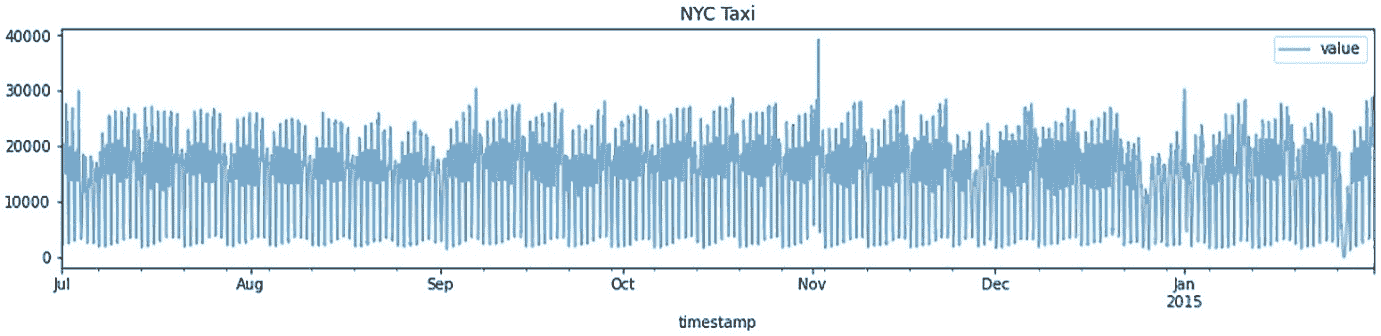 NYC Taxi
40000
30000
20000
10000
0
value
Jul
Aug
Sep
Oct
Nov
Dec
Jan
2015
timestamp